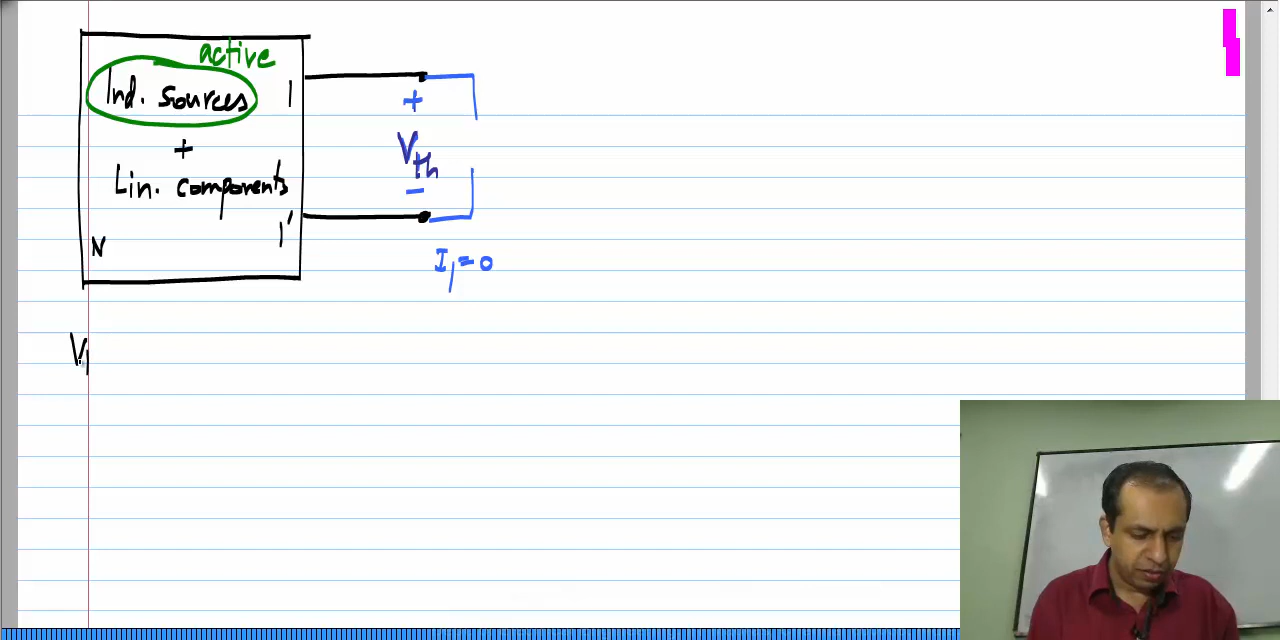 active
Ind. Sources 1
+
Lin. components
N 1'
+
Vth
−
I1 = 0
V1